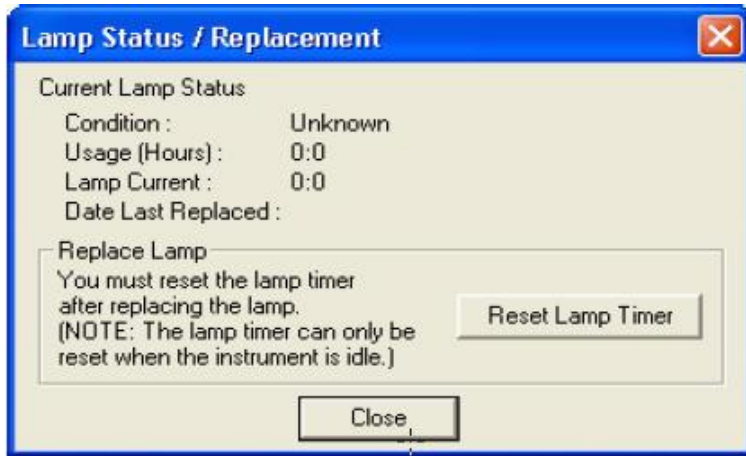 Lamp Status / Replacement
Current Lamp Status
Condition : Unknown
Usage (Hours) : 0:0
Lamp Current : 0:0
Date Last Replaced :
Replace Lamp
You must reset the lamp timer
after replacing the lamp.
(NOTE: The lamp timer can only be
reset when the instrument is idle.)
Reset Lamp Timer
Close